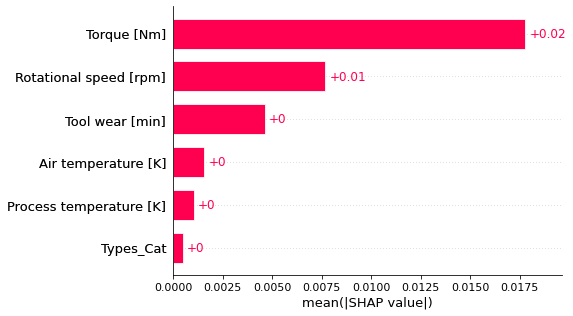 Torque [Nm] +0.02
Rotational speed [rpm] +0.01
Tool wear [min] +0
Air temperature [K] +0
Process temperature [K] +0
Types_Cat +0
0.0000 0.0025 0.0050 0.0075 0.0100 0.0125 0.0150 0.0175
mean(|SHAP value|)